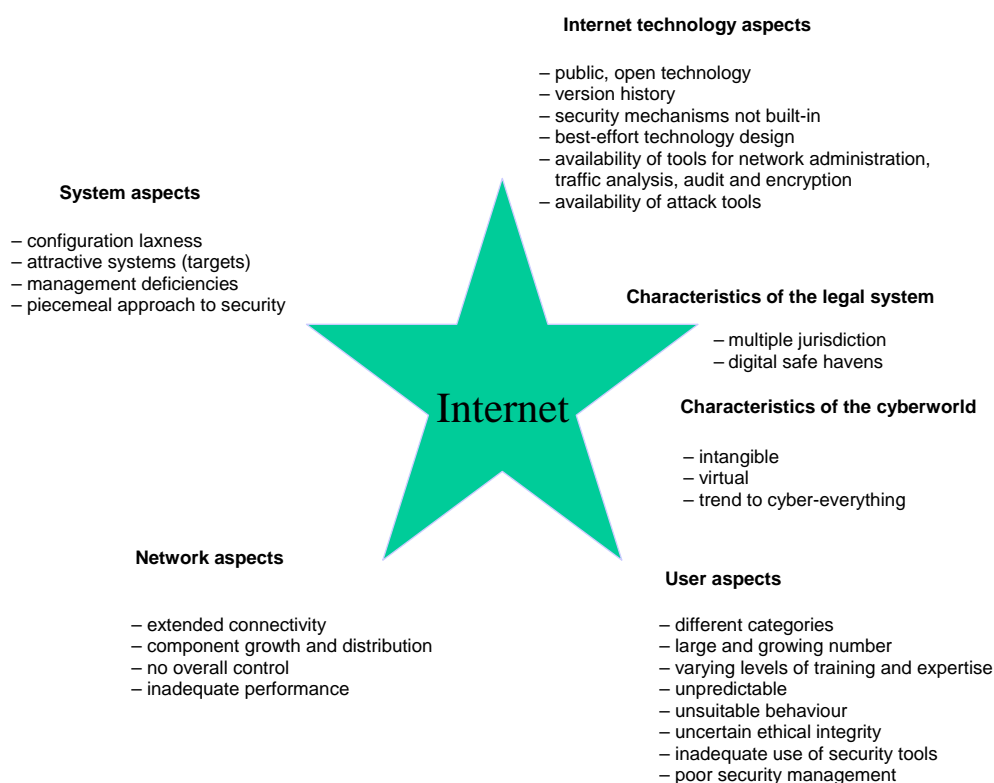 Internet technology aspects
– public, open technology
– version history
– security mechanisms not built-in
– best-effort technology design
– availability of tools for network administration,
traffic analysis, audit and encryption
– availability of attack tools
System aspects
– configuration laxness
– attractive systems (targets)
– management deficiencies
– piecemeal approach to security
Characteristics of the legal system
– multiple jurisdiction
– digital safe havens
Internet
Characteristics of the cyberworld
– intangible
– virtual
– trend to cyber-everything
Network aspects
– extended connectivity
– component growth and distribution
– no overall control
– inadequate performance
User aspects
– different categories
– large and growing number
– varying levels of training and expertise
– unpredictable
– unsuitable behaviour
– uncertain ethical integrity
– inadequate use of security tools
– poor security management